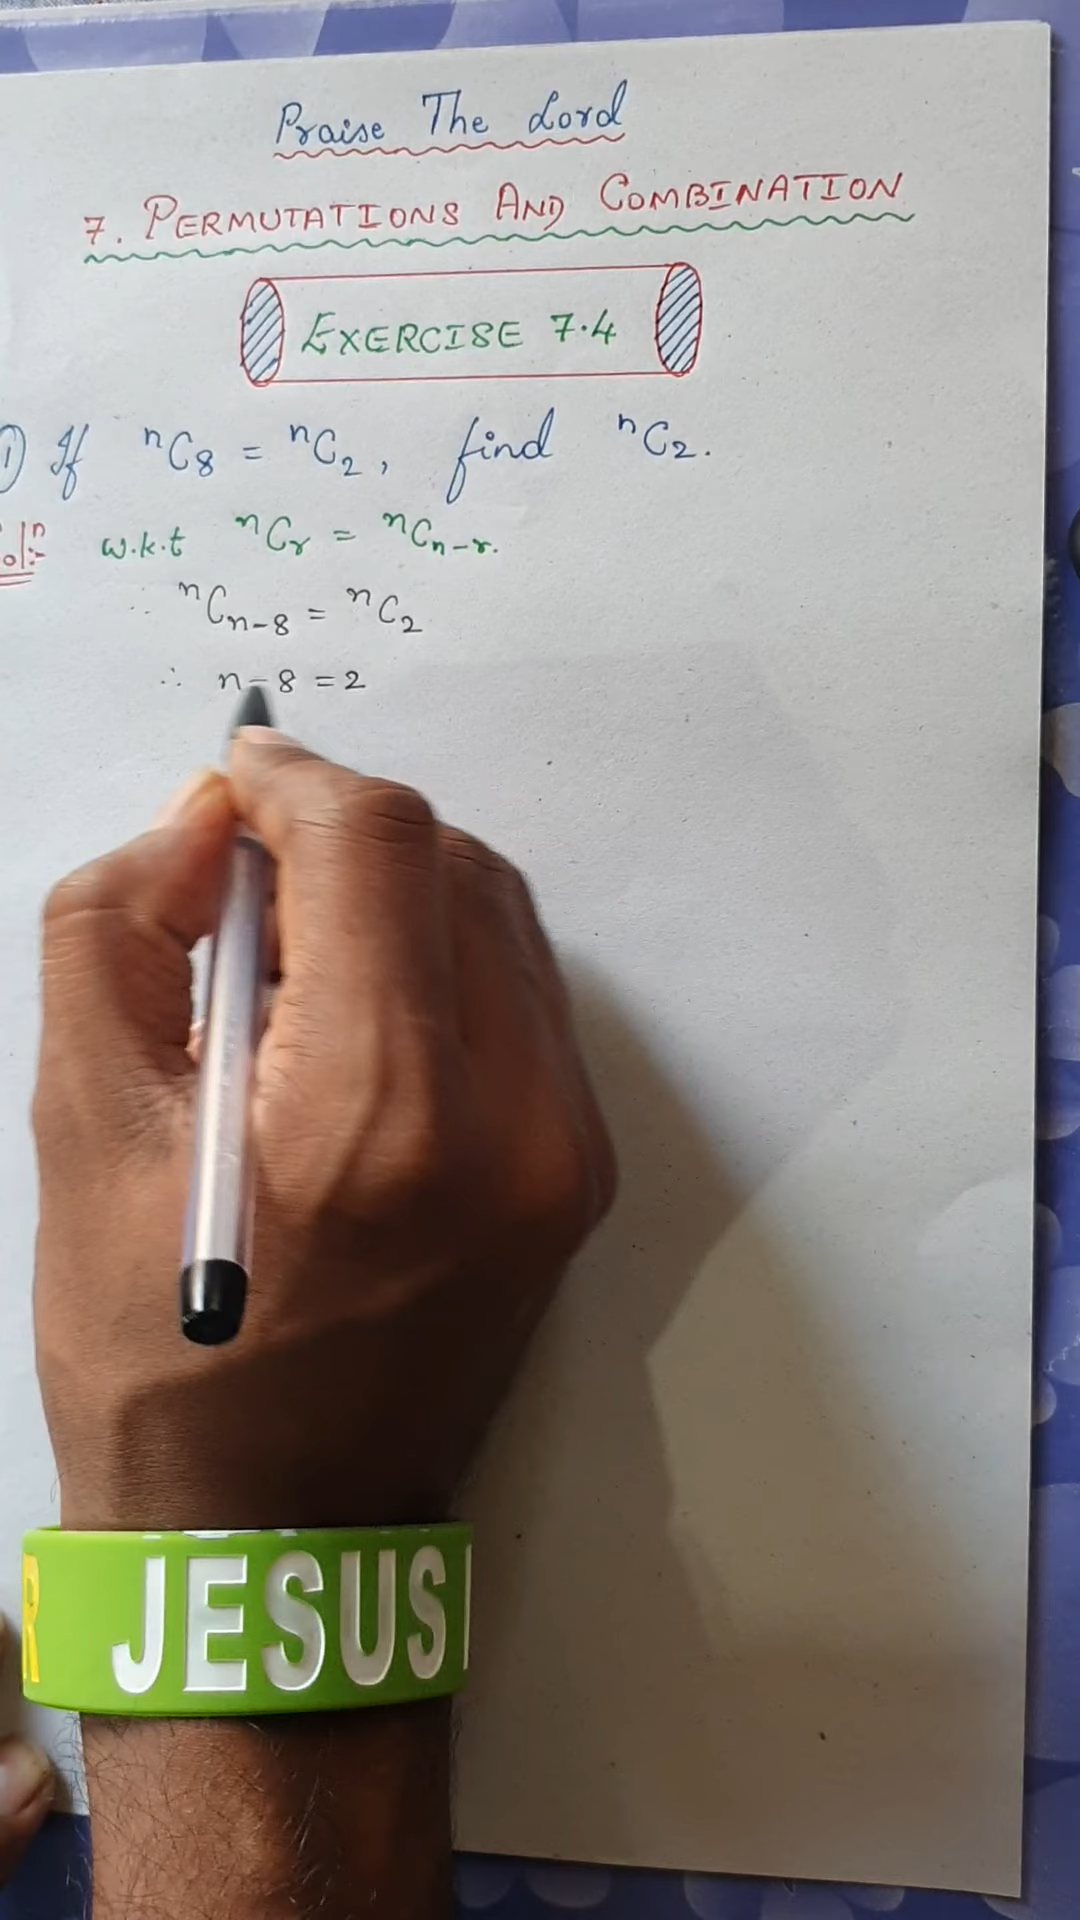 Praise The Lord
7. PERMUTATIONS AND COMBINATION
EXERCISE 7.4
1) If ⁿC₈ = ⁿC₂, find ⁿC₂.
w.k.t ⁿCᵣ = ⁿCₙ₋ᵣ.
∴ ⁿCₙ₋₈ = ⁿC₂
∴ n-8 = 2
JESUS